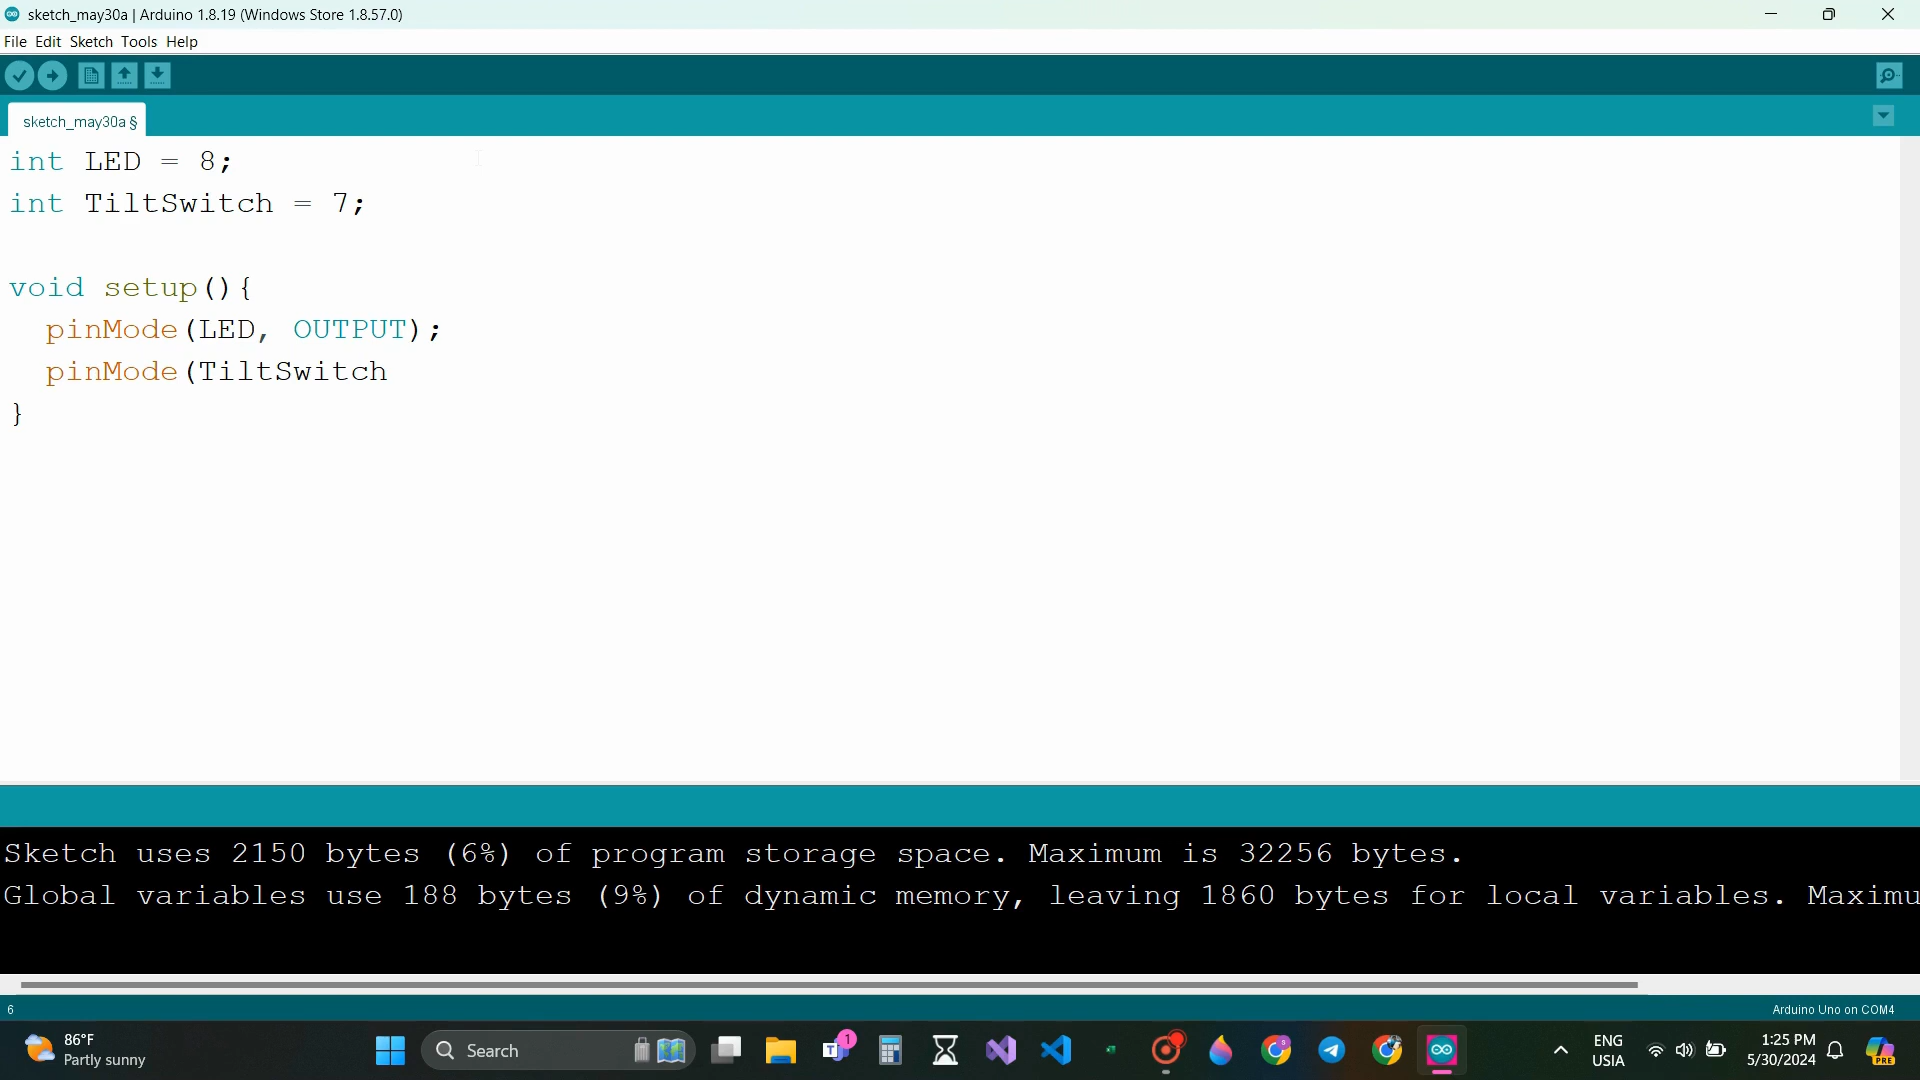 sketch_may30a | Arduino 1.8.19 (Windows Store 1.8.57.0)
File Edit Sketch Tools Help
sketch_may30a §
int LED = 8;
int TiltSwitch = 7;
void setup(){
pinMode(LED, OUTPUT);
pinMode(TiltSwitch
}
Sketch uses 2150 bytes (6%) of program storage space. Maximum is 32256 bytes.
Global variables use 188 bytes (9%) of dynamic memory, leaving 1860 bytes for local variables. Maximu
6
Arduino Uno on COM4
86°F
Partly sunny
Search
1
S
ENG
USIA
1:25 PM
5/30/2024
PRE